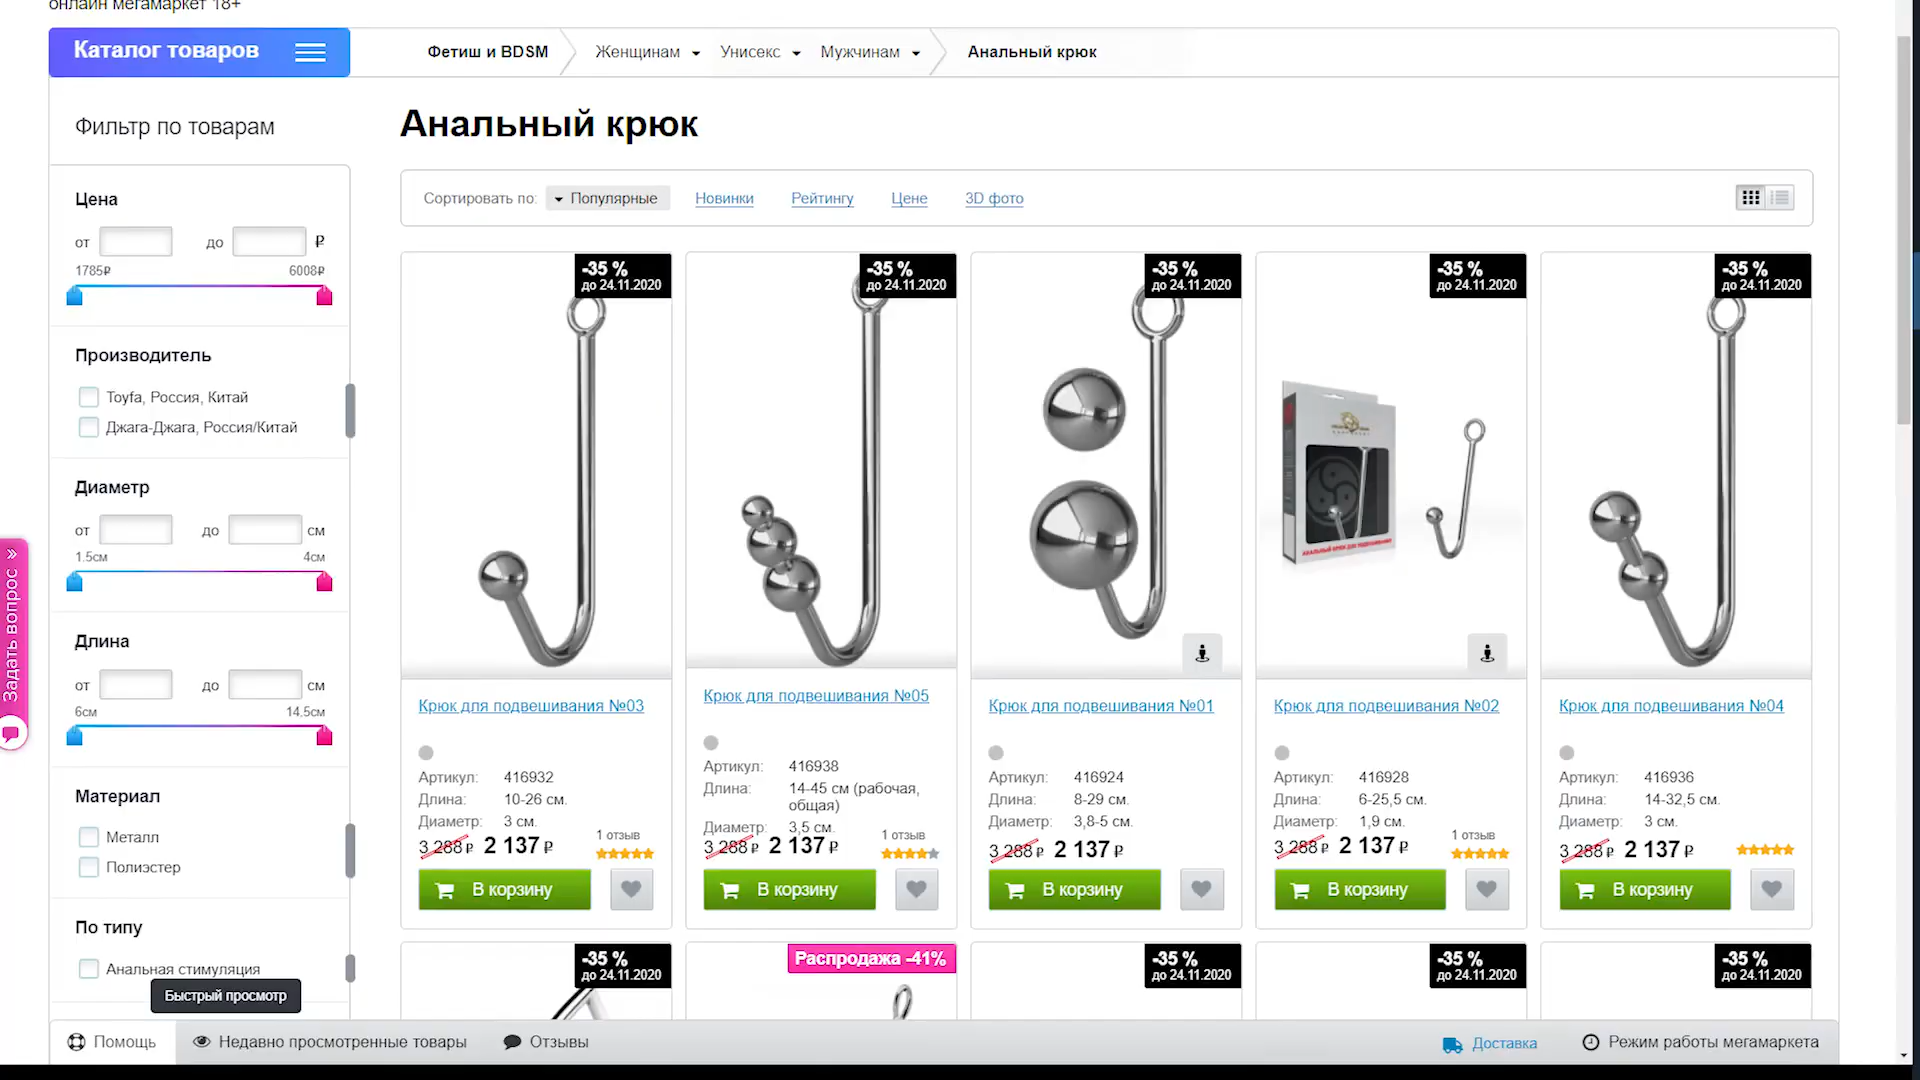 онлайн мегамаркет 18+
Каталог товаров
Фетиш и BDSM
Женщинам
Унисекс
Мужчинам
Анальный крюк
Фильтр по товарам
Анальный крюк
Сортировать по:
Популярные
Новинки
Рейтингу
Цене
3D фото
Цена
от
до
₽
1785₽
6008₽
Производитель
Toyfa, Россия, Китай
Джага-Джага, Россия/Китай
Диаметр
от
до
см
1.5см
4см
Длина
от
до
см
6см
14.5см
Материал
Металл
Полиэстер
По типу
Анальная стимуляция
Быстрый просмотр
Задать вопрос
-35 %
до 24.11.2020
Крюк для подвешивания №03
Артикул: 416932
Длина: 10-26 см.
Диаметр: 3 см.
1 отзыв
3 288 ₽ 2 137 ₽
В корзину
-35 %
до 24.11.2020
Крюк для подвешивания №05
Артикул: 416938
Длина: 14-45 см (рабочая,
общая)
Диаметр: 3,5 см.
1 отзыв
3 288 ₽ 2 137 ₽
В корзину
-35 %
до 24.11.2020
Крюк для подвешивания №01
Артикул: 416924
Длина: 8-29 см.
Диаметр: 3,8-5 см.
3 288 ₽ 2 137 ₽
В корзину
-35 %
до 24.11.2020
АНАЛЬНЫЙ КРЮК ДЛЯ ПОДВЕШИВАНИЯ
Крюк для подвешивания №02
Артикул: 416928
Длина: 6-25,5 см.
Диаметр: 1,9 см.
1 отзыв
3 288 ₽ 2 137 ₽
В корзину
-35 %
до 24.11.2020
Крюк для подвешивания №04
Артикул: 416936
Длина: 14-32,5 см.
Диаметр: 3 см.
3 288 ₽ 2 137 ₽
В корзину
-35 %
до 24.11.2020
Распродажа -41%
-35 %
до 24.11.2020
-35 %
до 24.11.2020
-35 %
до 24.11.2020
Помощь
Недавно просмотренные товары
Отзывы
Доставка
Режим работы мегамаркета